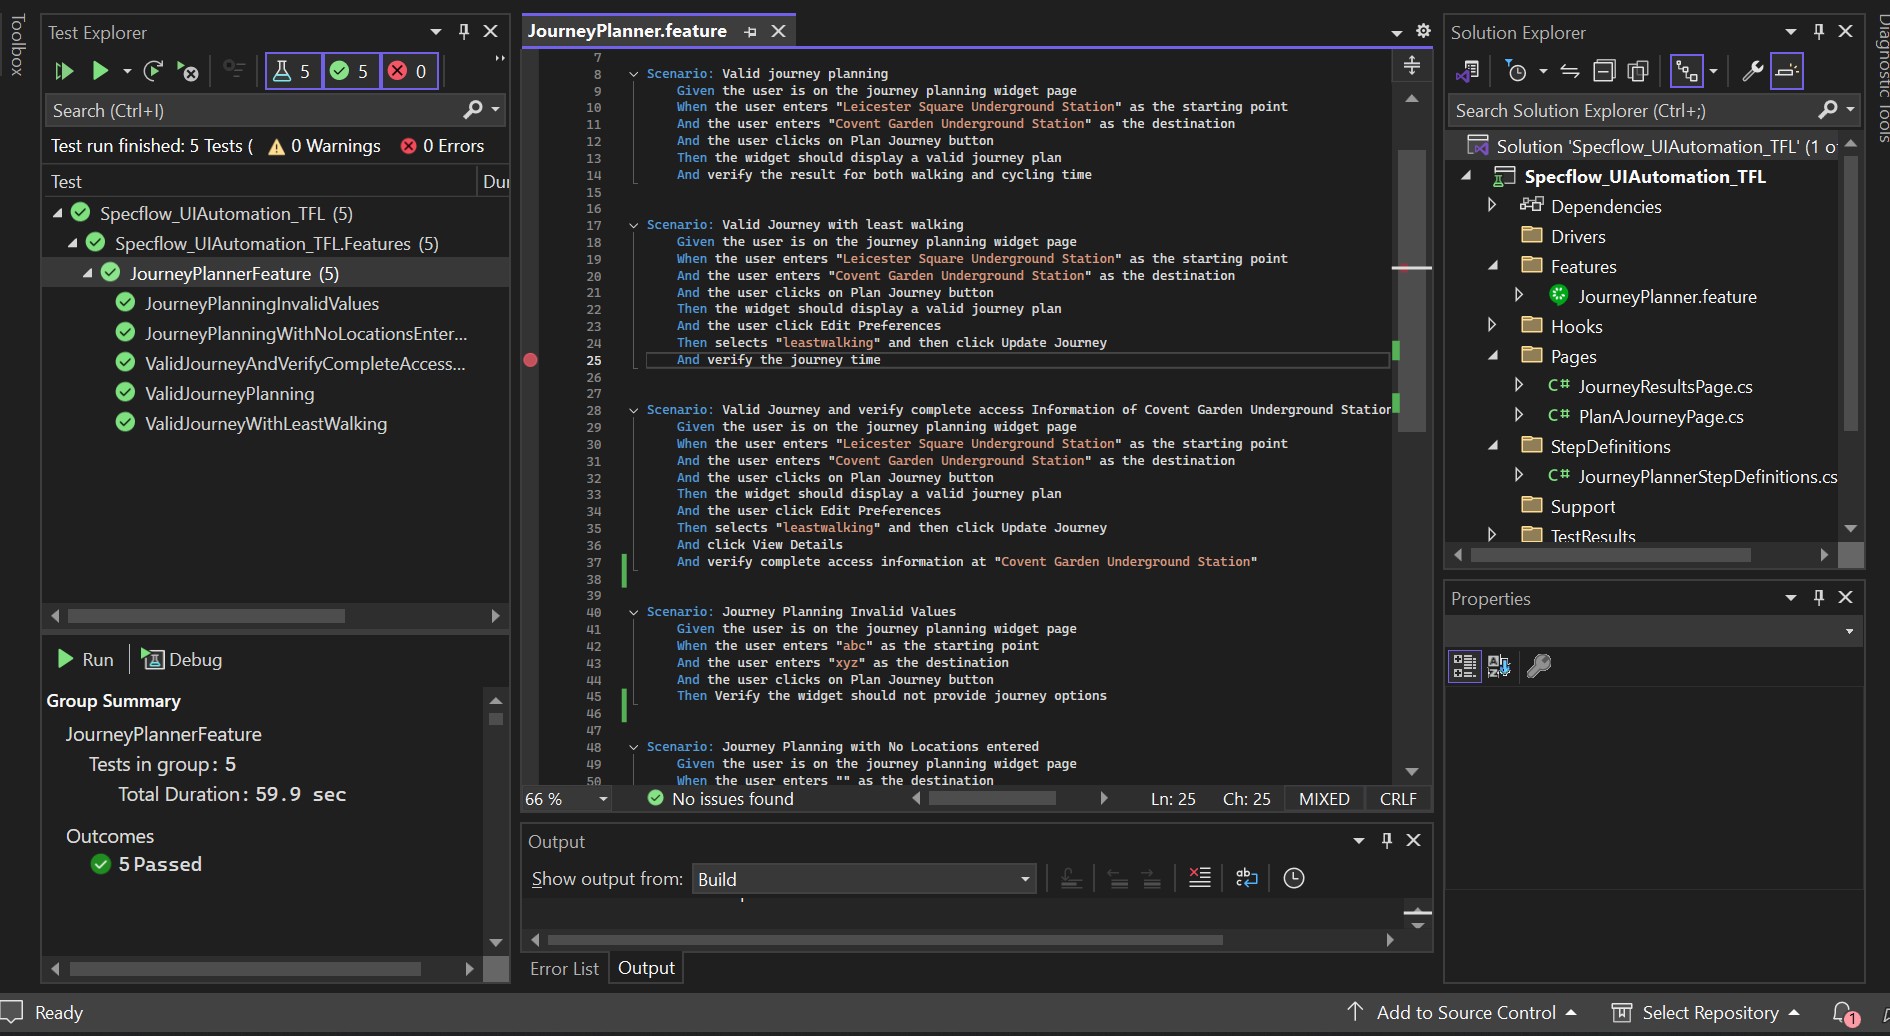 Toolbox
Test Explorer
5
5
0
Search (Ctrl+I)
Test run finished: 5 Tests (
0 Warnings
0 Errors
Test
Dur
Specflow_UIAutomation_TFL (5)
Specflow_UIAutomation_TFL.Features (5)
JourneyPlannerFeature (5)
JourneyPlanningInvalidValues
JourneyPlanningWithNoLocationsEnter...
ValidJourneyAndVerifyCompleteAccess...
ValidJourneyPlanning
ValidJourneyWithLeastWalking
Run
Debug
Group Summary
JourneyPlannerFeature
Tests in group: 5
Total Duration: 59.9 sec
Outcomes
5 Passed
JourneyPlanner.feature
7
8 Scenario: Valid journey planning
9 Given the user is on the journey planning widget page
10 When the user enters "Leicester Square Underground Station" as the starting point
11 And the user enters "Covent Garden Underground Station" as the destination
12 And the user clicks on Plan Journey button
13 Then the widget should display a valid journey plan
14 And verify the result for both walking and cycling time
15
16
17 Scenario: Valid Journey with least walking
18 Given the user is on the journey planning widget page
19 When the user enters "Leicester Square Underground Station" as the starting point
20 And the user enters "Covent Garden Underground Station" as the destination
21 And the user clicks on Plan Journey button
22 Then the widget should display a valid journey plan
23 And the user click Edit Preferences
24 Then selects "leastwalking" and then click Update Journey
25 And verify the journey time
26
27
28 Scenario: Valid Journey and verify complete access Information of Covent Garden Underground Station
29 Given the user is on the journey planning widget page
30 When the user enters "Leicester Square Underground Station" as the starting point
31 And the user enters "Covent Garden Underground Station" as the destination
32 And the user clicks on Plan Journey button
33 Then the widget should display a valid journey plan
34 And the user click Edit Preferences
35 Then selects "leastwalking" and then click Update Journey
36 And click View Details
37 And verify complete access information at "Covent Garden Underground Station"
38
39
40 Scenario: Journey Planning Invalid Values
41 Given the user is on the journey planning widget page
42 When the user enters "abc" as the starting point
43 And the user enters "xyz" as the destination
44 And the user clicks on Plan Journey button
45 Then Verify the widget should not provide journey options
46
47
48 Scenario: Journey Planning with No Locations entered
49 Given the user is on the journey planning widget page
50 When the user enters "" as the destination
66 %
No issues found
Ln: 25
Ch: 25
MIXED
CRLF
Output
Show output from:
Build
Error List
Output
Solution Explorer
Search Solution Explorer (Ctrl+;)
Solution 'Specflow_UIAutomation_TFL' (1 o
Specflow_UIAutomation_TFL
Dependencies
Drivers
Features
JourneyPlanner.feature
Hooks
Pages
C# JourneyResultsPage.cs
C# PlanAJourneyPage.cs
StepDefinitions
C# JourneyPlannerStepDefinitions.cs
Support
TestResults
Properties
Diagnostic Tools
Ready
Add to Source Control
Select Repository
1